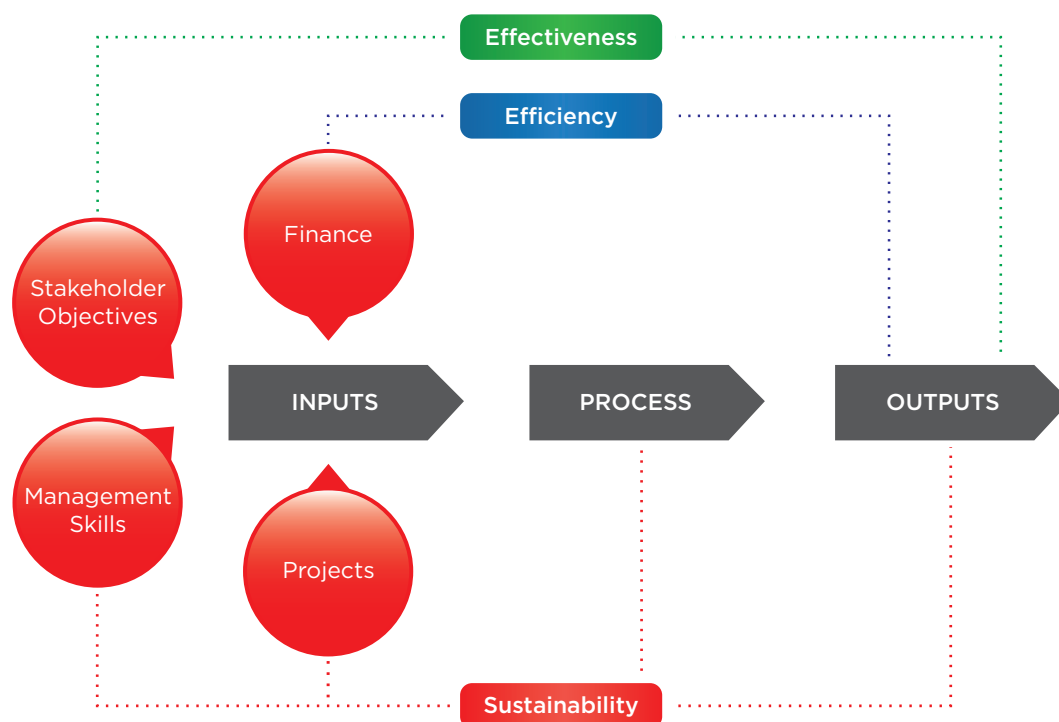 Effectiveness
Efficiency
Finance
Stakeholder
Objectives
INPUTS
PROCESS
OUTPUTS
Management
Skills
Projects
Sustainability